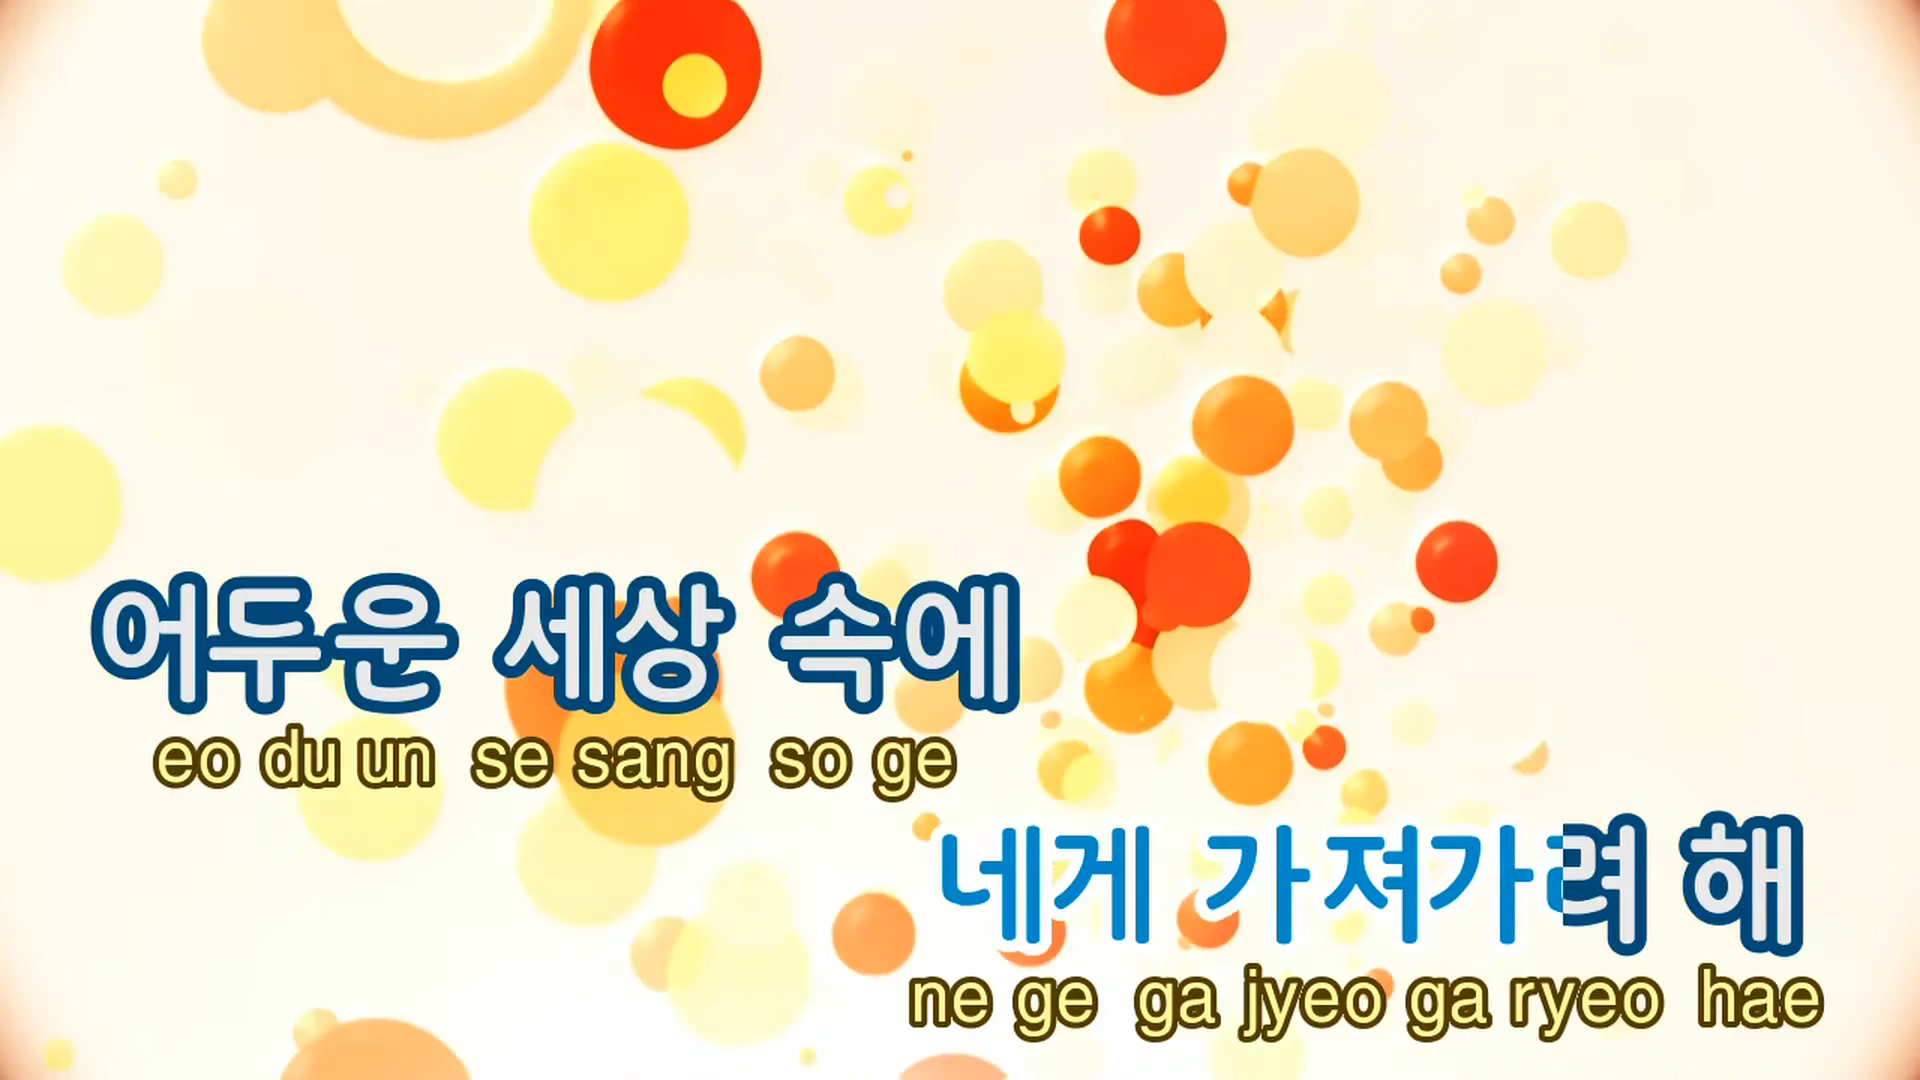 어두운 세상 속에
eo du un se sang so ge
네게 가져가려 해
ne ge ga jyeo ga ryeo hae